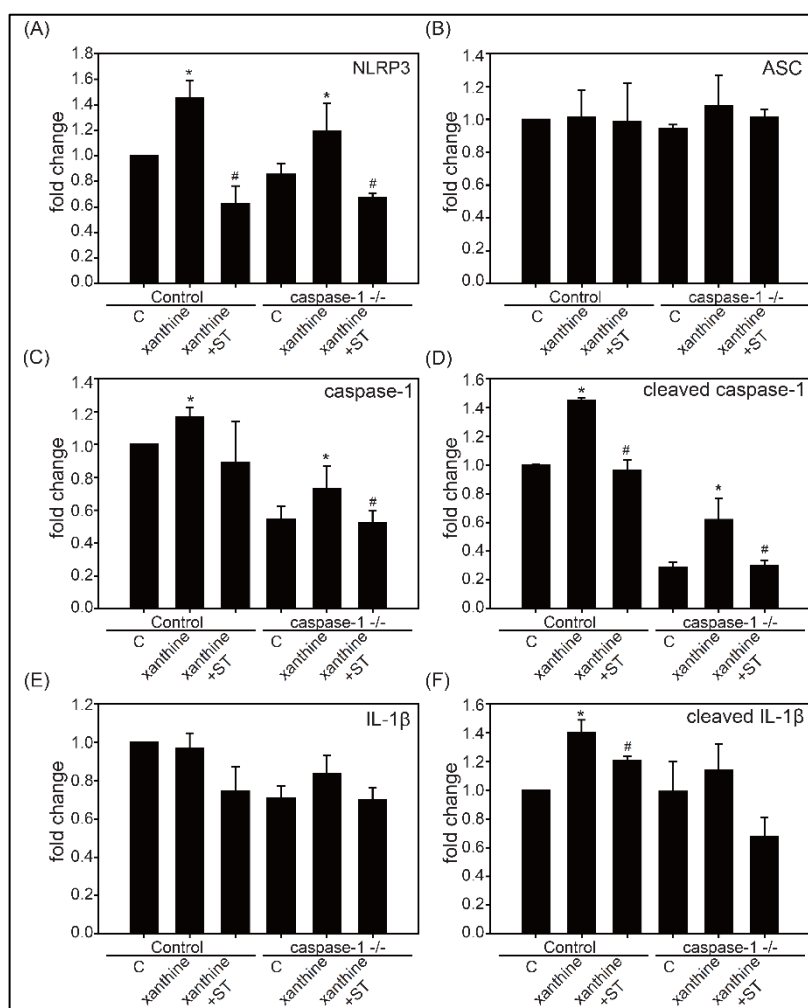 (A)
NLRP3
fold change
1.8
1.6
1.4
1.2
1.0
0.8
0.6
0.4
0.2
0.0
*
#
*
#
Control
caspase-1 -/-
C
xanthine
xanthine
+ST
C
xanthine
xanthine
+ST
(B)
ASC
fold change
1.4
1.2
1.0
0.8
0.6
0.4
0.2
0.0
Control
caspase-1 -/-
C
xanthine
xanthine
+ST
C
xanthine
xanthine
+ST
(C)
caspase-1
fold change
1.4
1.2
1.0
0.8
0.6
0.4
0.2
0.0
*
*
#
Control
caspase-1 -/-
C
xanthine
xanthine
+ST
C
xanthine
xanthine
+ST
(D)
cleaved caspase-1
fold change
1.6
1.4
1.2
1.0
0.8
0.6
0.4
0.2
0.0
*
#
*
#
Control
caspase-1 -/-
C
xanthine
xanthine
+ST
C
xanthine
xanthine
+ST
(E)
IL-1β
fold change
1.2
1.0
0.8
0.6
0.4
0.2
0.0
Control
caspase-1 -/-
C
xanthine
xanthine
+ST
C
xanthine
xanthine
+ST
(F)
cleaved IL-1β
fold change
1.6
1.4
1.2
1.0
0.8
0.6
0.4
0.2
0.0
*
#
Control
caspase-1 -/-
C
xanthine
xanthine
+ST
C
xanthine
xanthine
+ST